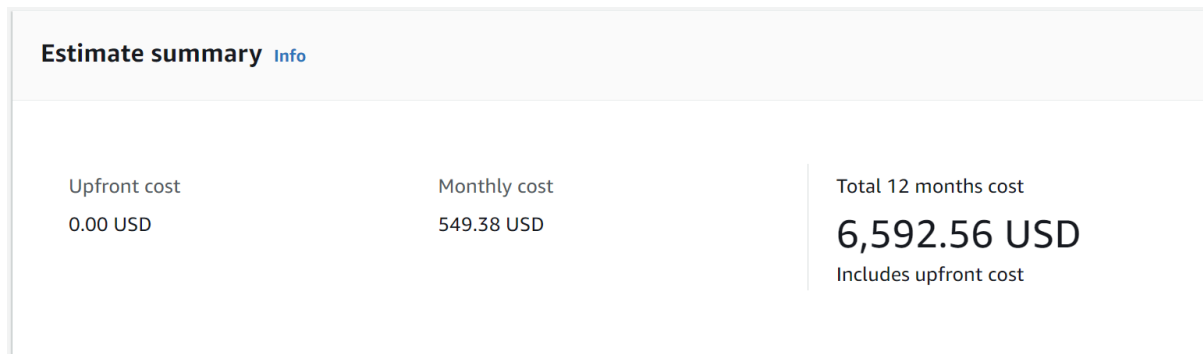 Estimate summary Info
Upfront cost
0.00 USD
Monthly cost
549.38 USD
Total 12 months cost
6,592.56 USD
Includes upfront cost